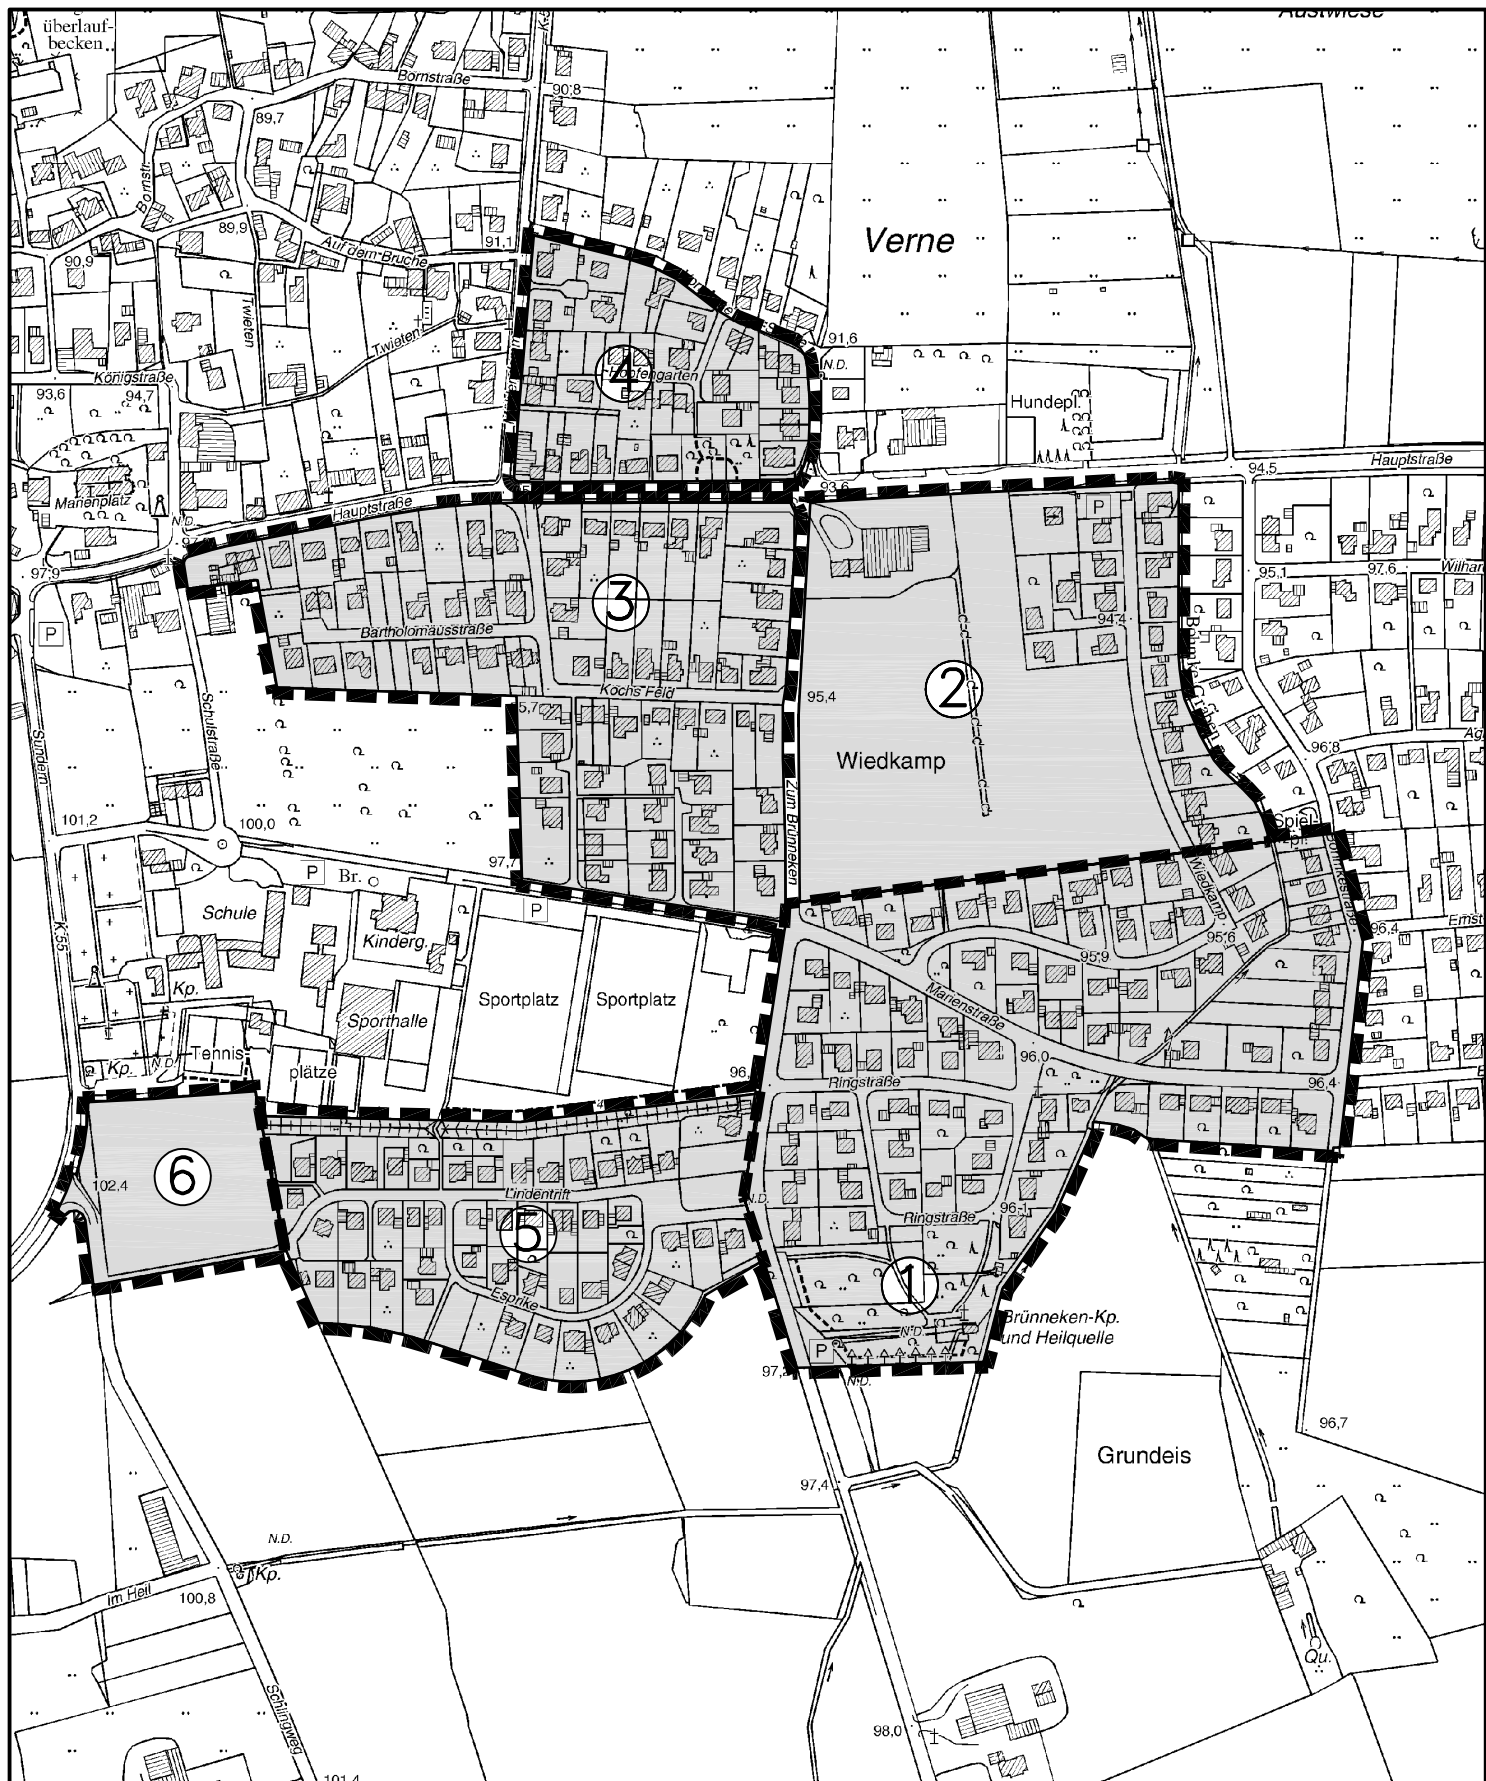 überlauf-
becken
Bornstraße
90,8
89,7
Bornstr.
89,9
Auf dem Bruche
91,1
90,9
Verne
Twieten
Twieten
91,6
N.D.
Königstraße
93,6
94,7
4
Hopfengarten
Hundepl.
Marienplatz
N.D.
Hauptstraße
93,6
94,5
Hauptstraße
P
97,9
P
3
Bartholomäusstraße
94,4
95,1
97,6
Kochs Feld
2
95,4
Schulstraße
Sundern
Wiedkamp
96,8
Zum Brünneken
101,2
100,0
Spiel-
pl.
97,7
P
Br.
P
Wiedkamp
Schule
Kinderg.
95,6
96,4
95,9
K 55
Kp.
Sportplatz
Sportplatz
Marienstraße
Sporthalle
96,0
Kp.
N.D.
Tennis-
plätze
Ringstraße
96,4
6
102,4
Lindentrift
N.D.
5
Ringstraße
96,1
1
Esprike
N.D.
Brünneken-Kp.
und Heilquelle
P
N.D.
96,7
Grundeis
97,4
N.D.
Kp.
Im Heil
100,8
Qu.
Schlingweg
98,0
101,4